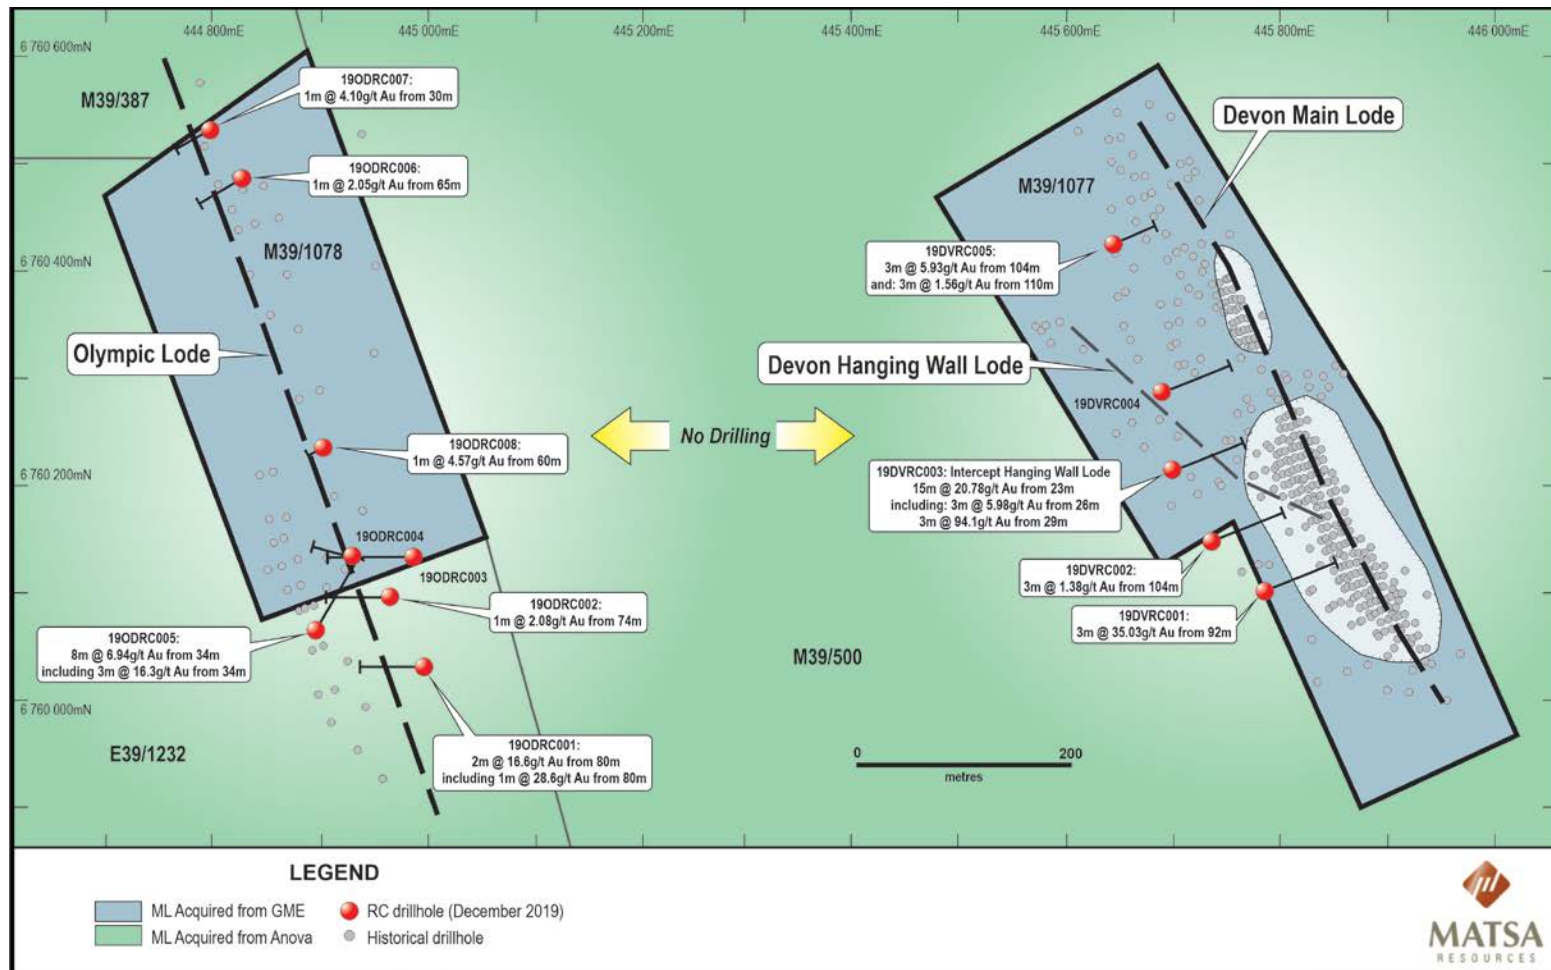 444 800mE
445 000mE
445 200mE
445 400mE
445 600mE
445 800mE
446 000mE
6 760 600mN
6 760 400mN
6 760 200mN
6 760 000mN
M39/387
19ODRC007:
1m @ 4.10g/t Au from 30m
19ODRC006:
1m @ 2.05g/t Au from 65m
M39/1078
Olympic Lode
19ODRC008:
1m @ 4.57g/t Au from 60m
19ODRC004
19ODRC003
19ODRC002:
1m @ 2.08g/t Au from 74m
19ODRC005:
8m @ 6.94g/t Au from 34m
including 3m @ 16.3g/t Au from 34m
19ODRC001:
2m @ 16.6g/t Au from 80m
including 1m @ 28.6g/t Au from 80m
E39/1232
No Drilling
Devon Main Lode
M39/1077
19DVRC005:
3m @ 5.93g/t Au from 104m
and: 3m @ 1.56g/t Au from 110m
Devon Hanging Wall Lode
19DVRC004
19DVRC003: Intercept Hanging Wall Lode
15m @ 20.78g/t Au from 23m
including: 3m @ 5.98g/t Au from 26m
3m @ 94.1g/t Au from 29m
19DVRC002:
3m @ 1.38g/t Au from 104m
19DVRC001:
3m @ 35.03g/t Au from 92m
M39/500
0
200
metres
LEGEND
ML Acquired from GME
RC drillhole (December 2019)
ML Acquired from Anova
Historical drillhole
MATSA
RESOURCES